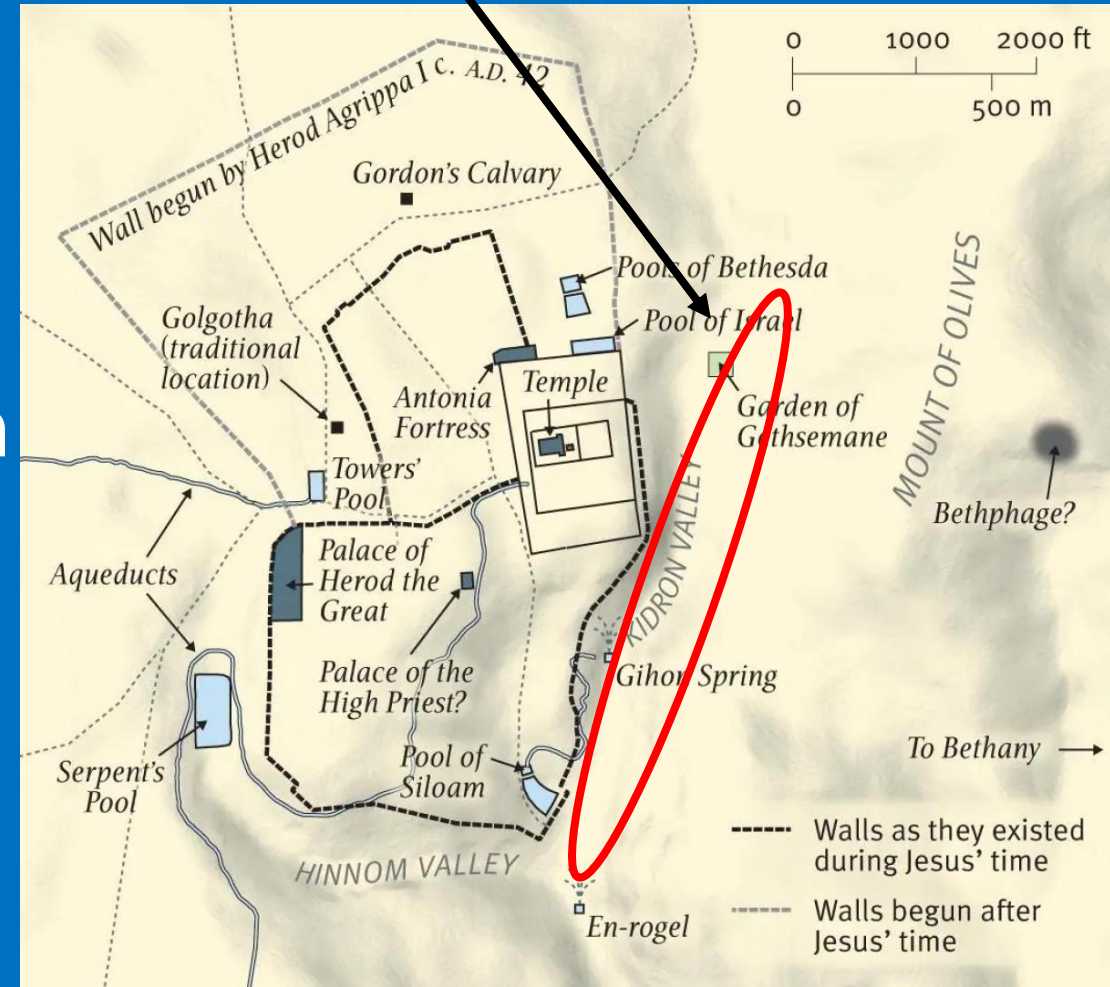 0 1000 2000 ft
0 500 m
Wall begun by Herod Agrippa I c. A.D. 42
Gordon's Calvary
Pools of Bethesda
Pool of Israel
Golgotha
(traditional
location)
Antonia
Fortress
Temple
Garden of
Gethsemane
MOUNT OF OLIVES
Bethphage?
Towers'
Pool
KIDRON VALLEY
Aqueducts
Palace of
Herod the
Great
Palace of the
High Priest?
Gihon Spring
Serpent's
Pool
Pool of
Siloam
To Bethany
HINNOM VALLEY
En-rogel
Walls as they existed
during Jesus' time
Walls begun after
Jesus' time